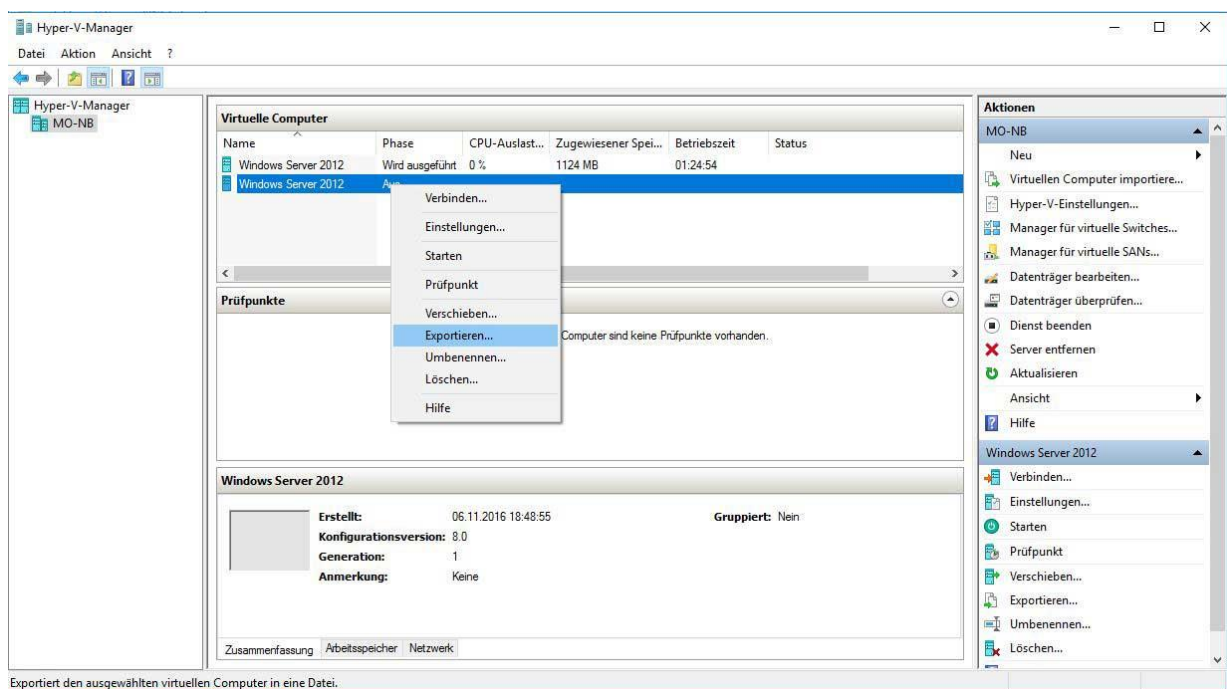 Hyper-V-Manager
Datei Aktion Ansicht ?
Hyper-V-Manager
MO-NB
Virtuelle Computer
Name Phase CPU-Auslast... Zugewiesener Spei... Betriebszeit Status
Windows Server 2012 Wird ausgeführt 0 % 1124 MB 01:24:54
Windows Server 2012
Verbinden...
Einstellungen...
Starten
Prüfpunkt
Verschieben...
Exportieren...
Umbenennen...
Löschen...
Hilfe
Prüfpunkte
Computer sind keine Prüfpunkte vorhanden.
Windows Server 2012
Erstellt: 06.11.2016 18:48:55 Gruppiert: Nein
Konfigurationsversion: 8.0
Generation: 1
Anmerkung: Keine
Zusammenfassung Arbeitsspeicher Netzwerk
Aktionen
MO-NB
Neu
Virtuellen Computer importiere...
Hyper-V-Einstellungen...
Manager für virtuelle Switches...
Manager für virtuelle SANs...
Datenträger bearbeiten...
Datenträger überprüfen...
Dienst beenden
Server entfernen
Aktualisieren
Ansicht
Hilfe
Windows Server 2012
Verbinden...
Einstellungen...
Starten
Prüfpunkt
Verschieben...
Exportieren...
Umbenennen...
Löschen...
Exportiert den ausgewählten virtuellen Computer in eine Datei.